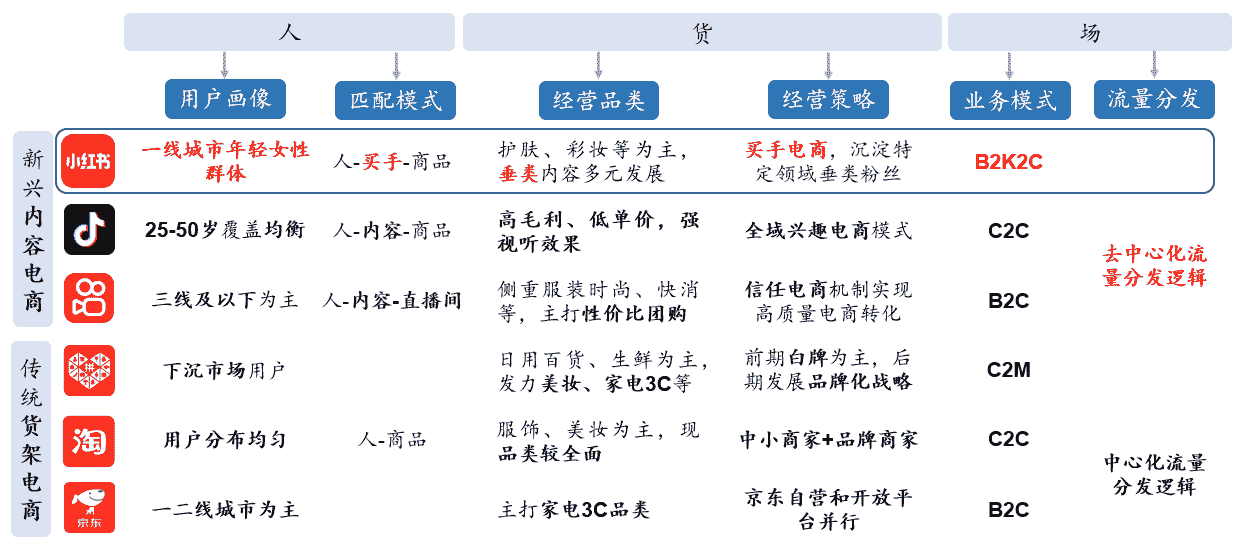 人 货 场
用户画像 匹配模式 经营品类 经营策略 业务模式 流量分发
新兴内容电商
小红书
一线城市年轻女性
群体
人-买手-商品
护肤、彩妆等为主，
垂类内容多元发展
买手电商，沉淀特
定领域垂类粉丝
B2K2C
25-50岁覆盖均衡
人-内容-商品
高毛利、低单价，强
视听效果
全域兴趣电商模式
C2C
去中心化流
量分发逻辑
三线及以下为主
人-内容-直播间
侧重服装时尚、快消
等，主打性价比团购
信任电商机制实现
高质量电商转化
B2C
传统货架电商
拼
下沉市场用户
日用百货、生鲜为主，
发力美妆、家电3C等
前期白牌为主，后
期发展品牌化战略
C2M
淘
用户分布均匀
人-商品
服饰、美妆为主，现
品类较全面
中小商家+品牌商家
C2C
中心化流量
分发逻辑
京东
一二线城市为主
主打家电3C品类
京东自营和开放平
台并行
B2C